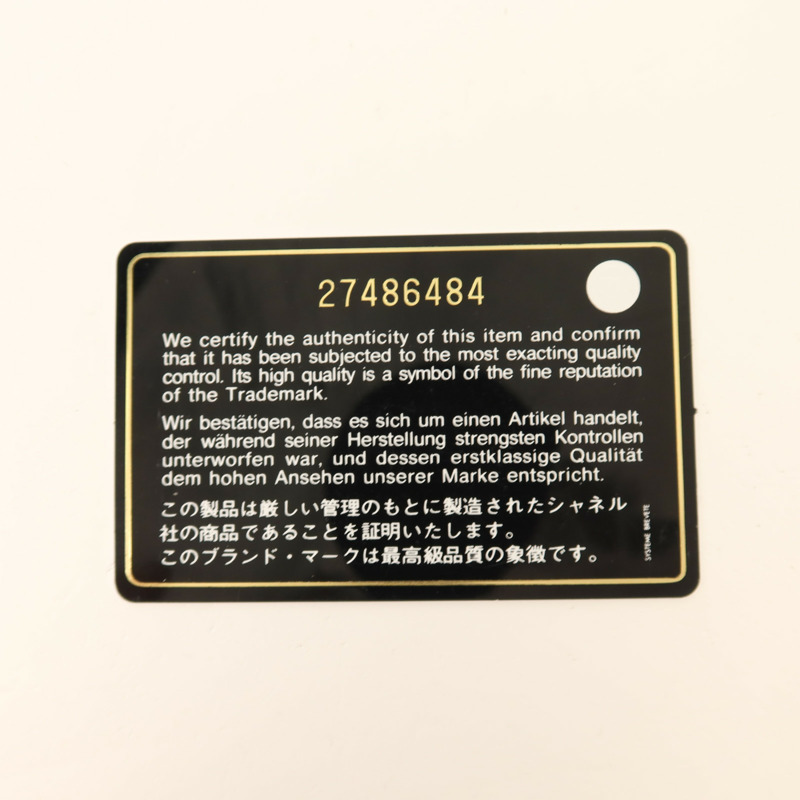 27486484
We certify the authenticity of this item and confirm
that it has been subjected to the most exacting quality
control. Its high quality is a symbol of the fine reputation
of the Trademark.
Wir bestätigen, dass es sich um einen Artikel handelt,
der während seiner Herstellung strengsten Kontrollen
unterworfen war, und dessen erstklassige Qualität
dem hohen Ansehen unserer Marke entspricht.
この製品は厳しい管理のもとに製造されたシャネル
社の商品であることを証明いたします。
このブランド・マークは最高級品質の象徴です。
SYSTEME BREVETE